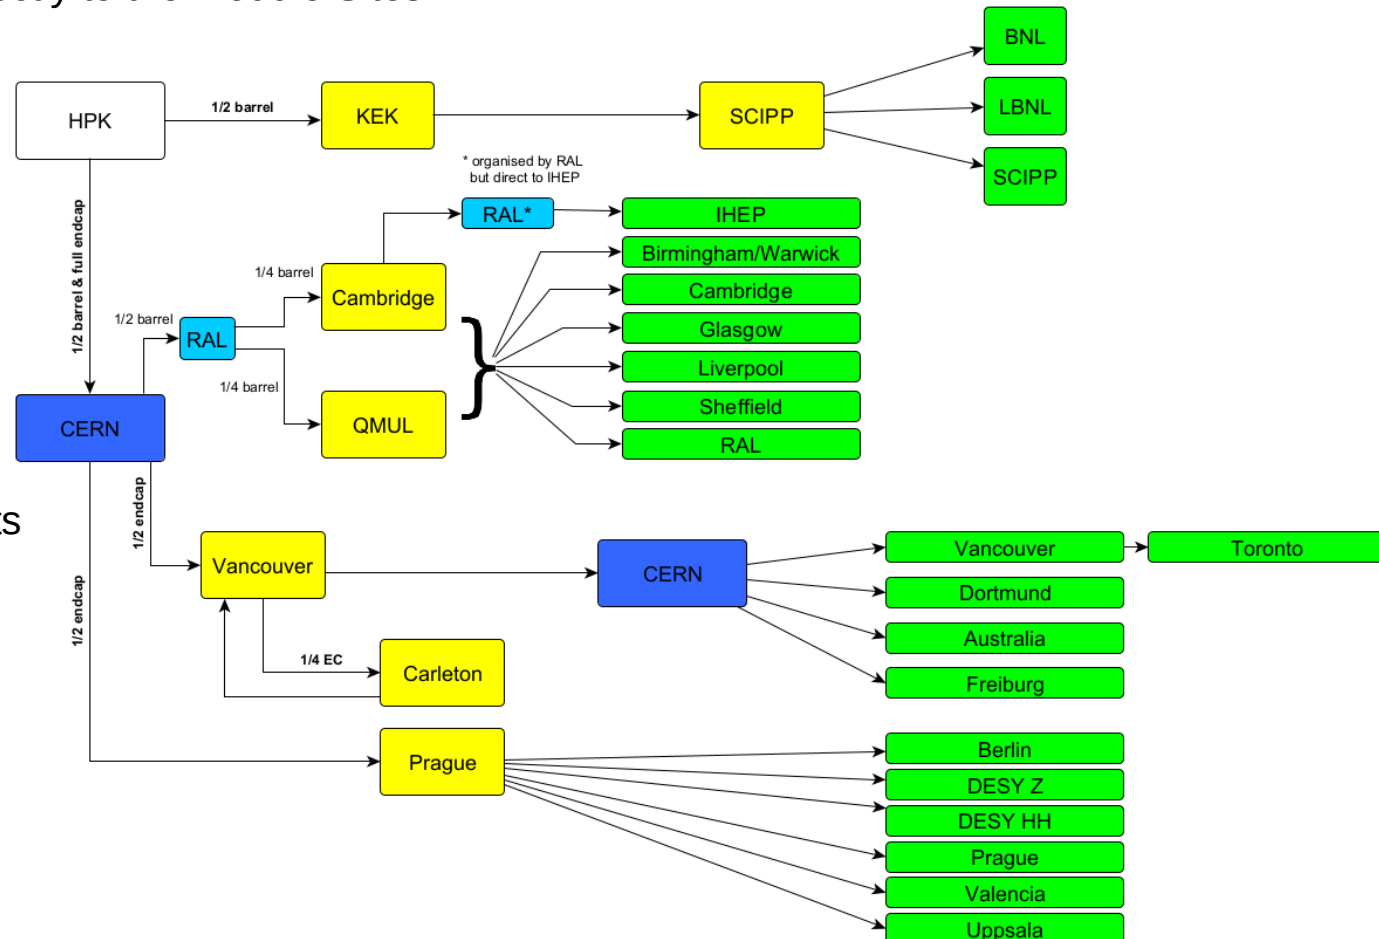 to the
BNL
HPK
1/2 barrel
KEK
SCIPP
LBNL
SCIPP
* organised by RAL
but direct to IHEP
RAL*
IHEP
1/2 barrel & full endcap
Birmingham/Warwick
1/4 barrel
Cambridge
Cambridge
1/2 barrel
RAL
Glasgow
Liverpool
1/4 barrel
Sheffield
CERN
QMUL
RAL
1/2 endcap
ts
Vancouver
CERN
Vancouver
Toronto
Dortmund
1/2 endcap
Australia
1/4 EC
Carleton
Freiburg
Prague
Berlin
DESY Z
DESY HH
Prague
Valencia
Uppsala